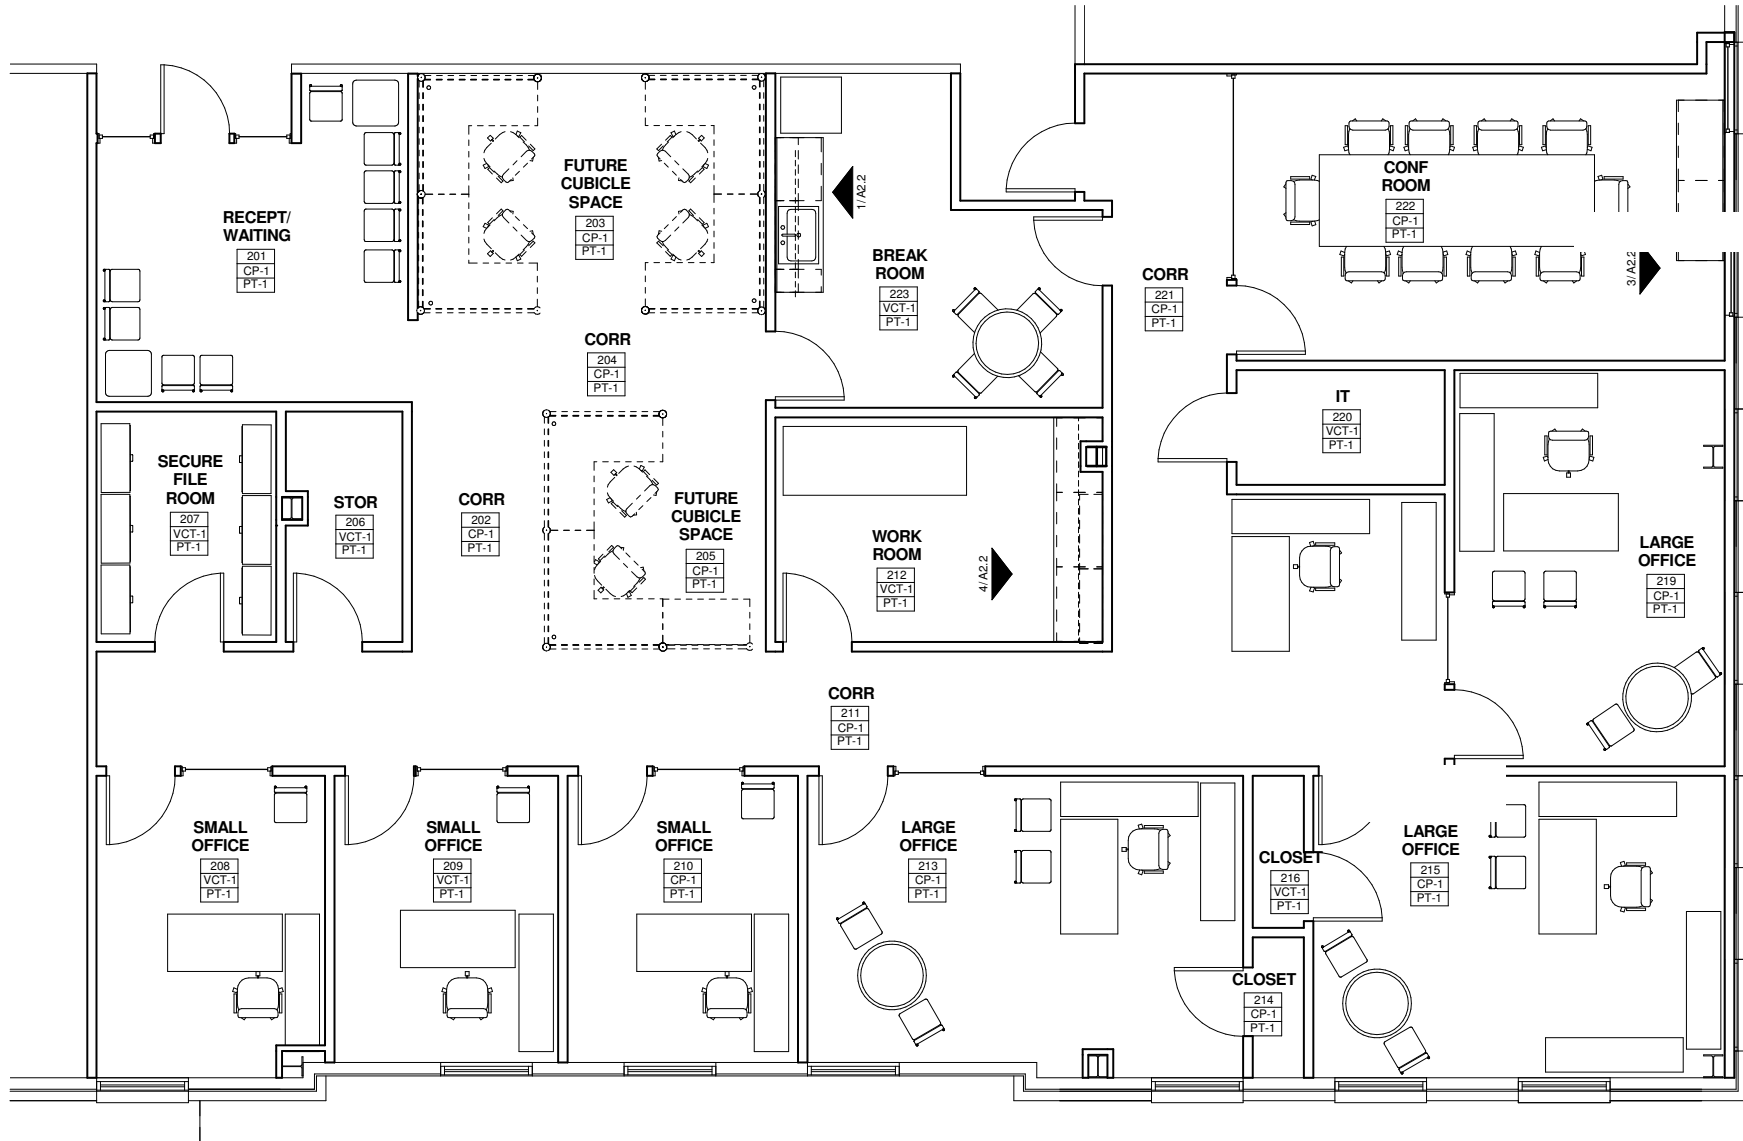 RECEPT/
WAITING
201
CP-1
PT-1
FUTURE
CUBICLE
SPACE
203
CP-1
PT-1
1/ A2.2
BREAK
ROOM
223
VCT-1
PT-1
CORR
221
CP-1
PT-1
CONF
ROOM
222
CP-1
PT-1
3/ A2.2
CORR
204
CP-1
PT-1
IT
220
VCT-1
PT-1
SECURE
FILE
ROOM
207
VCT-1
PT-1
STOR
206
VCT-1
PT-1
CORR
202
CP-1
PT-1
FUTURE
CUBICLE
SPACE
205
CP-1
PT-1
WORK
ROOM
212
VCT-1
PT-1
4/ A2.2
LARGE
OFFICE
219
CP-1
PT-1
CORR
211
CP-1
PT-1
SMALL
OFFICE
208
VCT-1
PT-1
SMALL
OFFICE
209
VCT-1
PT-1
SMALL
OFFICE
210
CP-1
PT-1
LARGE
OFFICE
213
CP-1
PT-1
CLOSET
216
VCT-1
PT-1
LARGE
OFFICE
215
CP-1
PT-1
CLOSET
214
CP-1
PT-1